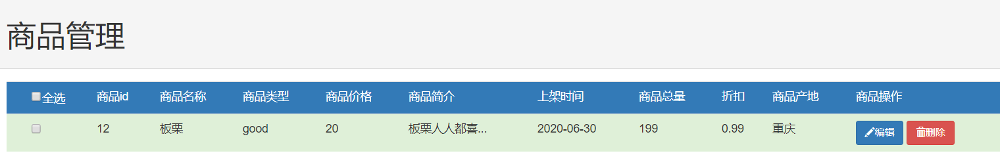 商品管理
全选 商品id 商品名称 商品类型 商品价格 商品简介 上架时间 商品总量 折扣 商品产地 商品操作
12 板栗 good 20 板栗人人都喜... 2020-06-30 199 0.99 重庆 编辑 删除